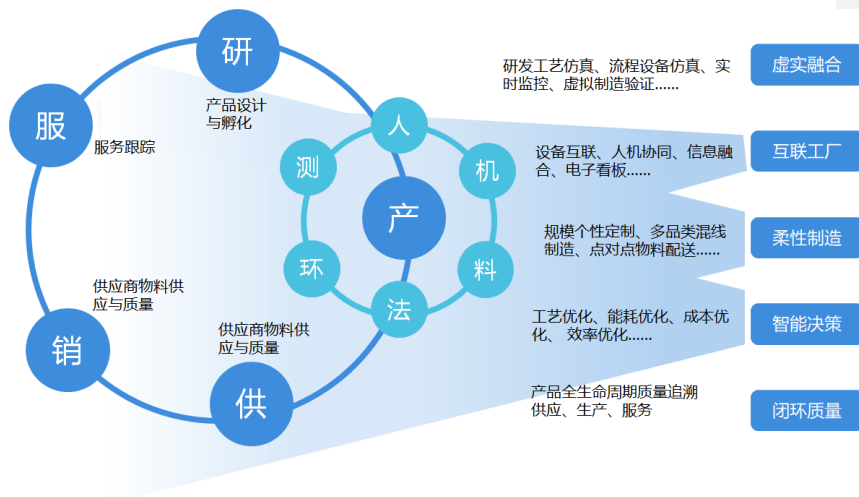 研
产品设计
与孵化
服
服务跟踪
销
供应商物料供
应与质量
供
供应商物料供
应与质量
产
人
机
料
法
环
测
研发工艺仿真、流程设备仿真、实
时监控、虚拟制造验证......
虚实融合
设备互联、人机协同、信息融
合、电子看板......
互联工厂
规模个性定制、多品类混线
制造、点对点物料配送......
柔性制造
工艺优化、能耗优化、成本优
化、 效率优化......
智能决策
产品全生命周期质量追溯
供应、生产、服务
闭环质量